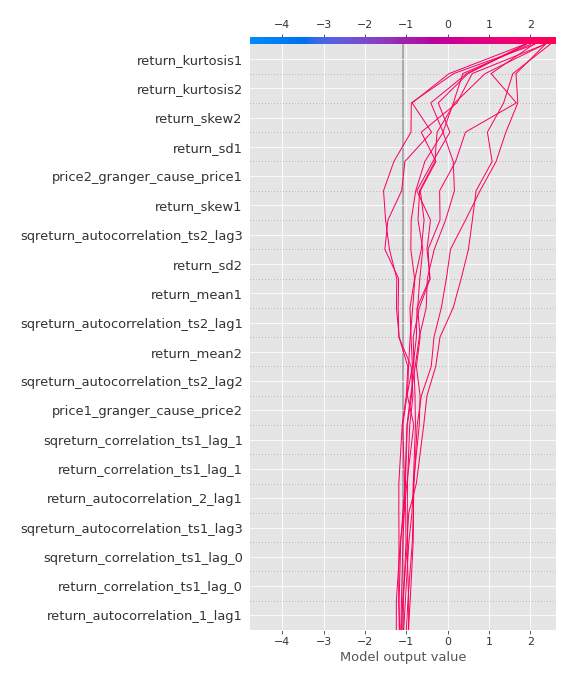 −4 −3 −2 −1 0 1 2
return_kurtosis1
return_kurtosis2
return_skew2
return_sd1
price2_granger_cause_price1
return_skew1
sqreturn_autocorrelation_ts2_lag3
return_sd2
return_mean1
sqreturn_autocorrelation_ts2_lag1
return_mean2
sqreturn_autocorrelation_ts2_lag2
price1_granger_cause_price2
sqreturn_correlation_ts1_lag_1
return_correlation_ts1_lag_1
return_autocorrelation_2_lag1
sqreturn_autocorrelation_ts1_lag3
sqreturn_correlation_ts1_lag_0
return_correlation_ts1_lag_0
return_autocorrelation_1_lag1
−4 −3 −2 −1 0 1 2
Model output value